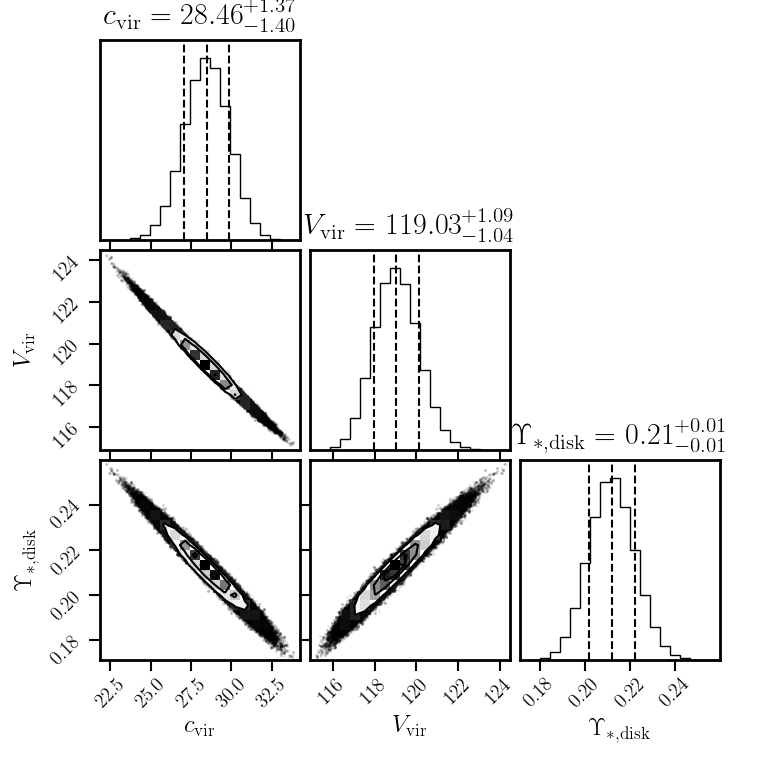 c_vir = 28.46^{+1.37}_{−1.40}
V_vir = 119.03^{+1.09}_{−1.04}
124
122
120
118
116
V_vir
ϒ_{∗,disk} = 0.21^{+0.01}_{−0.01}
0.24
0.22
0.20
0.18
ϒ_{∗,disk}
22.5 25.0 27.5 30.0 32.5
c_vir
116 118 120 122 124
V_vir
0.18 0.20 0.22 0.24
ϒ_{∗,disk}